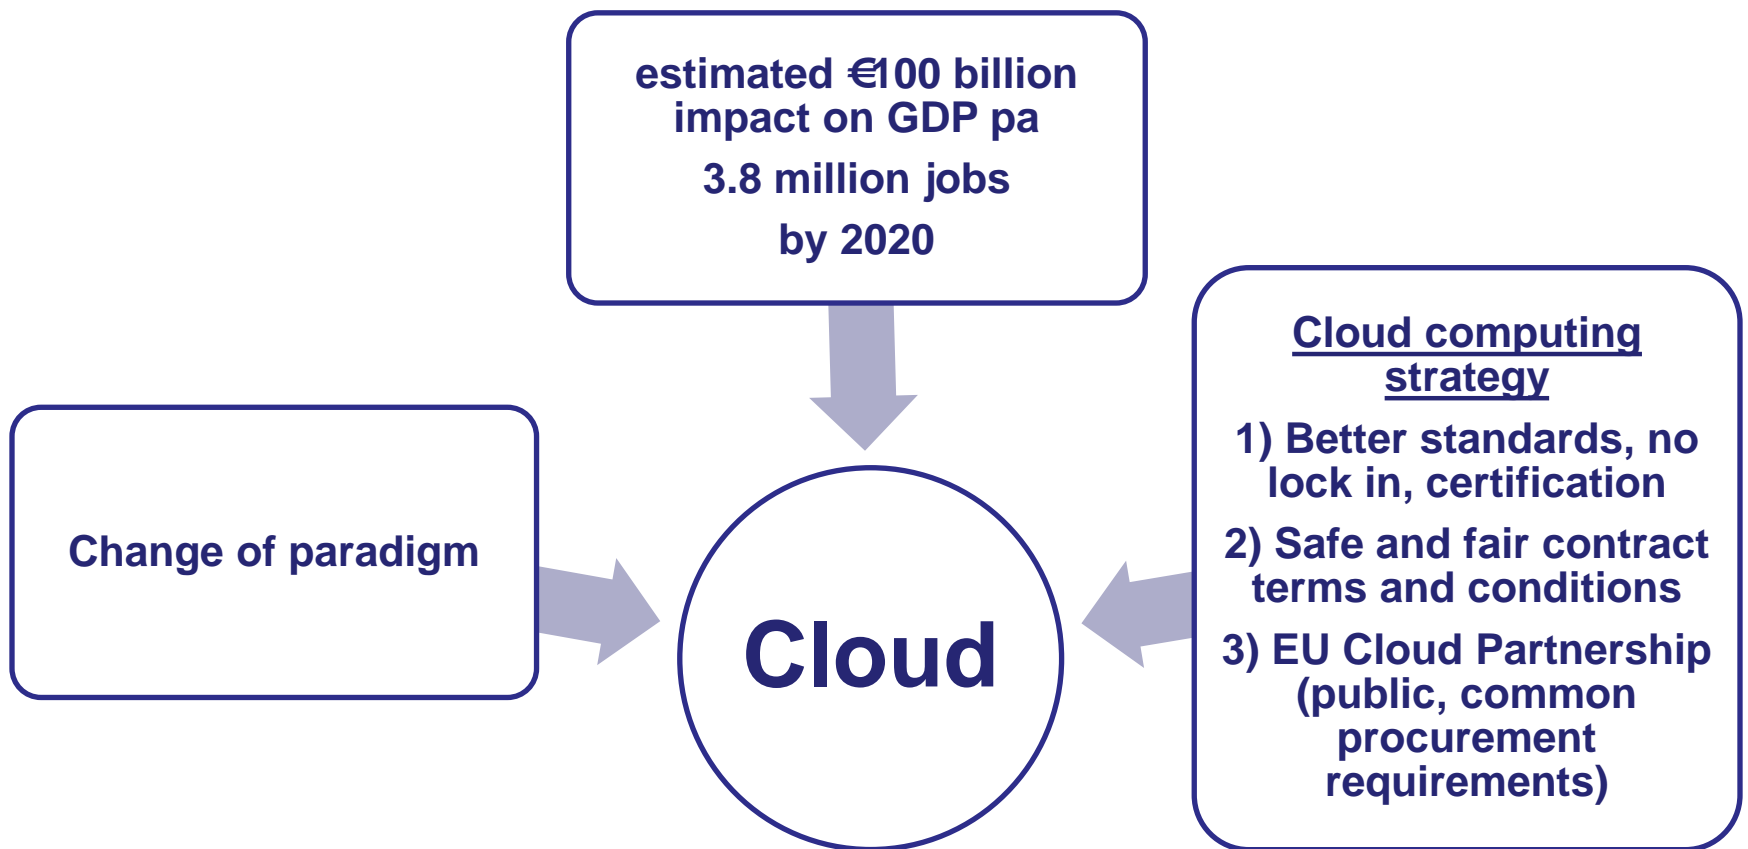 estimated €100 billion
impact on GDP pa
3.8 million jobs
by 2020
Change of paradigm
Cloud
Cloud computing
strategy
1) Better standards, no
lock in, certification
2) Safe and fair contract
terms and conditions
3) EU Cloud Partnership
(public, common
procurement
requirements)